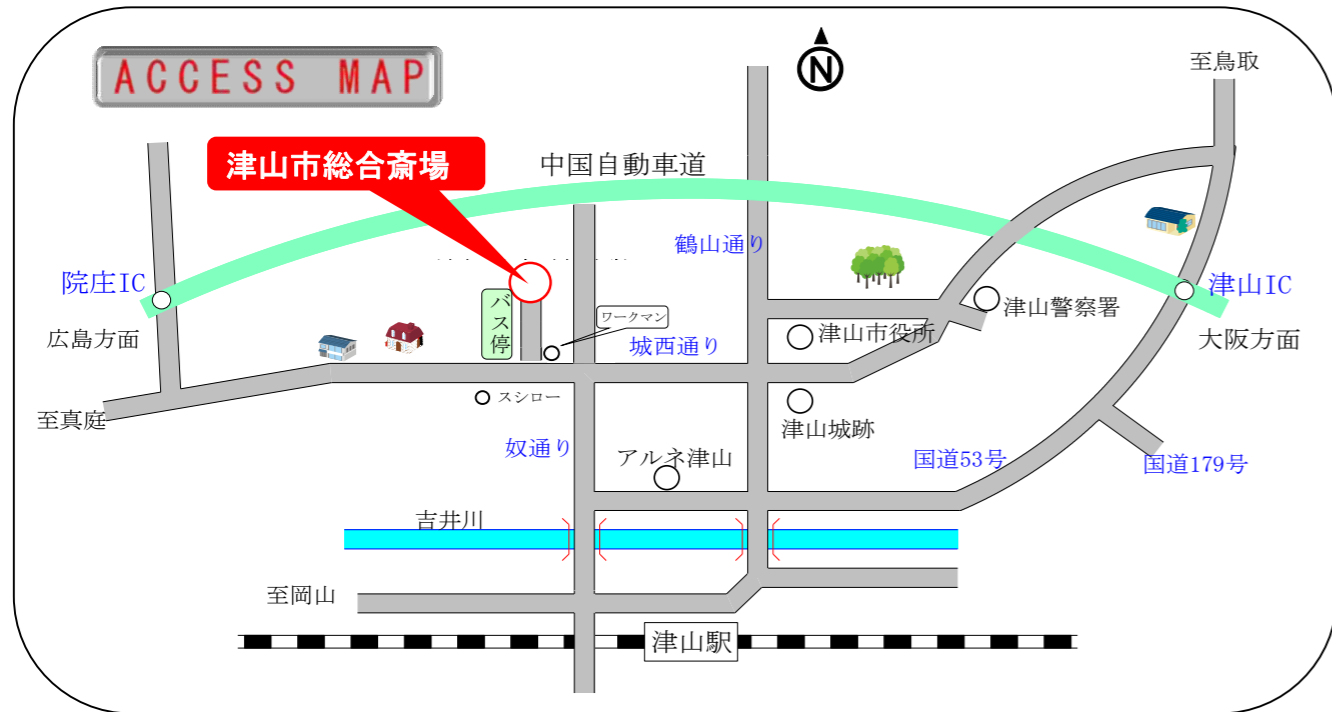 ACCESS MAP
N
至鳥取
津山市総合斎場
中国自動車道
鶴山通り
院庄IC
津山IC
バス停
ワークマン
津山警察署
広島方面
城西通り
津山市役所
大阪方面
スシロー
至真庭
津山城跡
奴通り
アルネ津山
国道53号
国道179号
吉井川
至岡山
津山駅